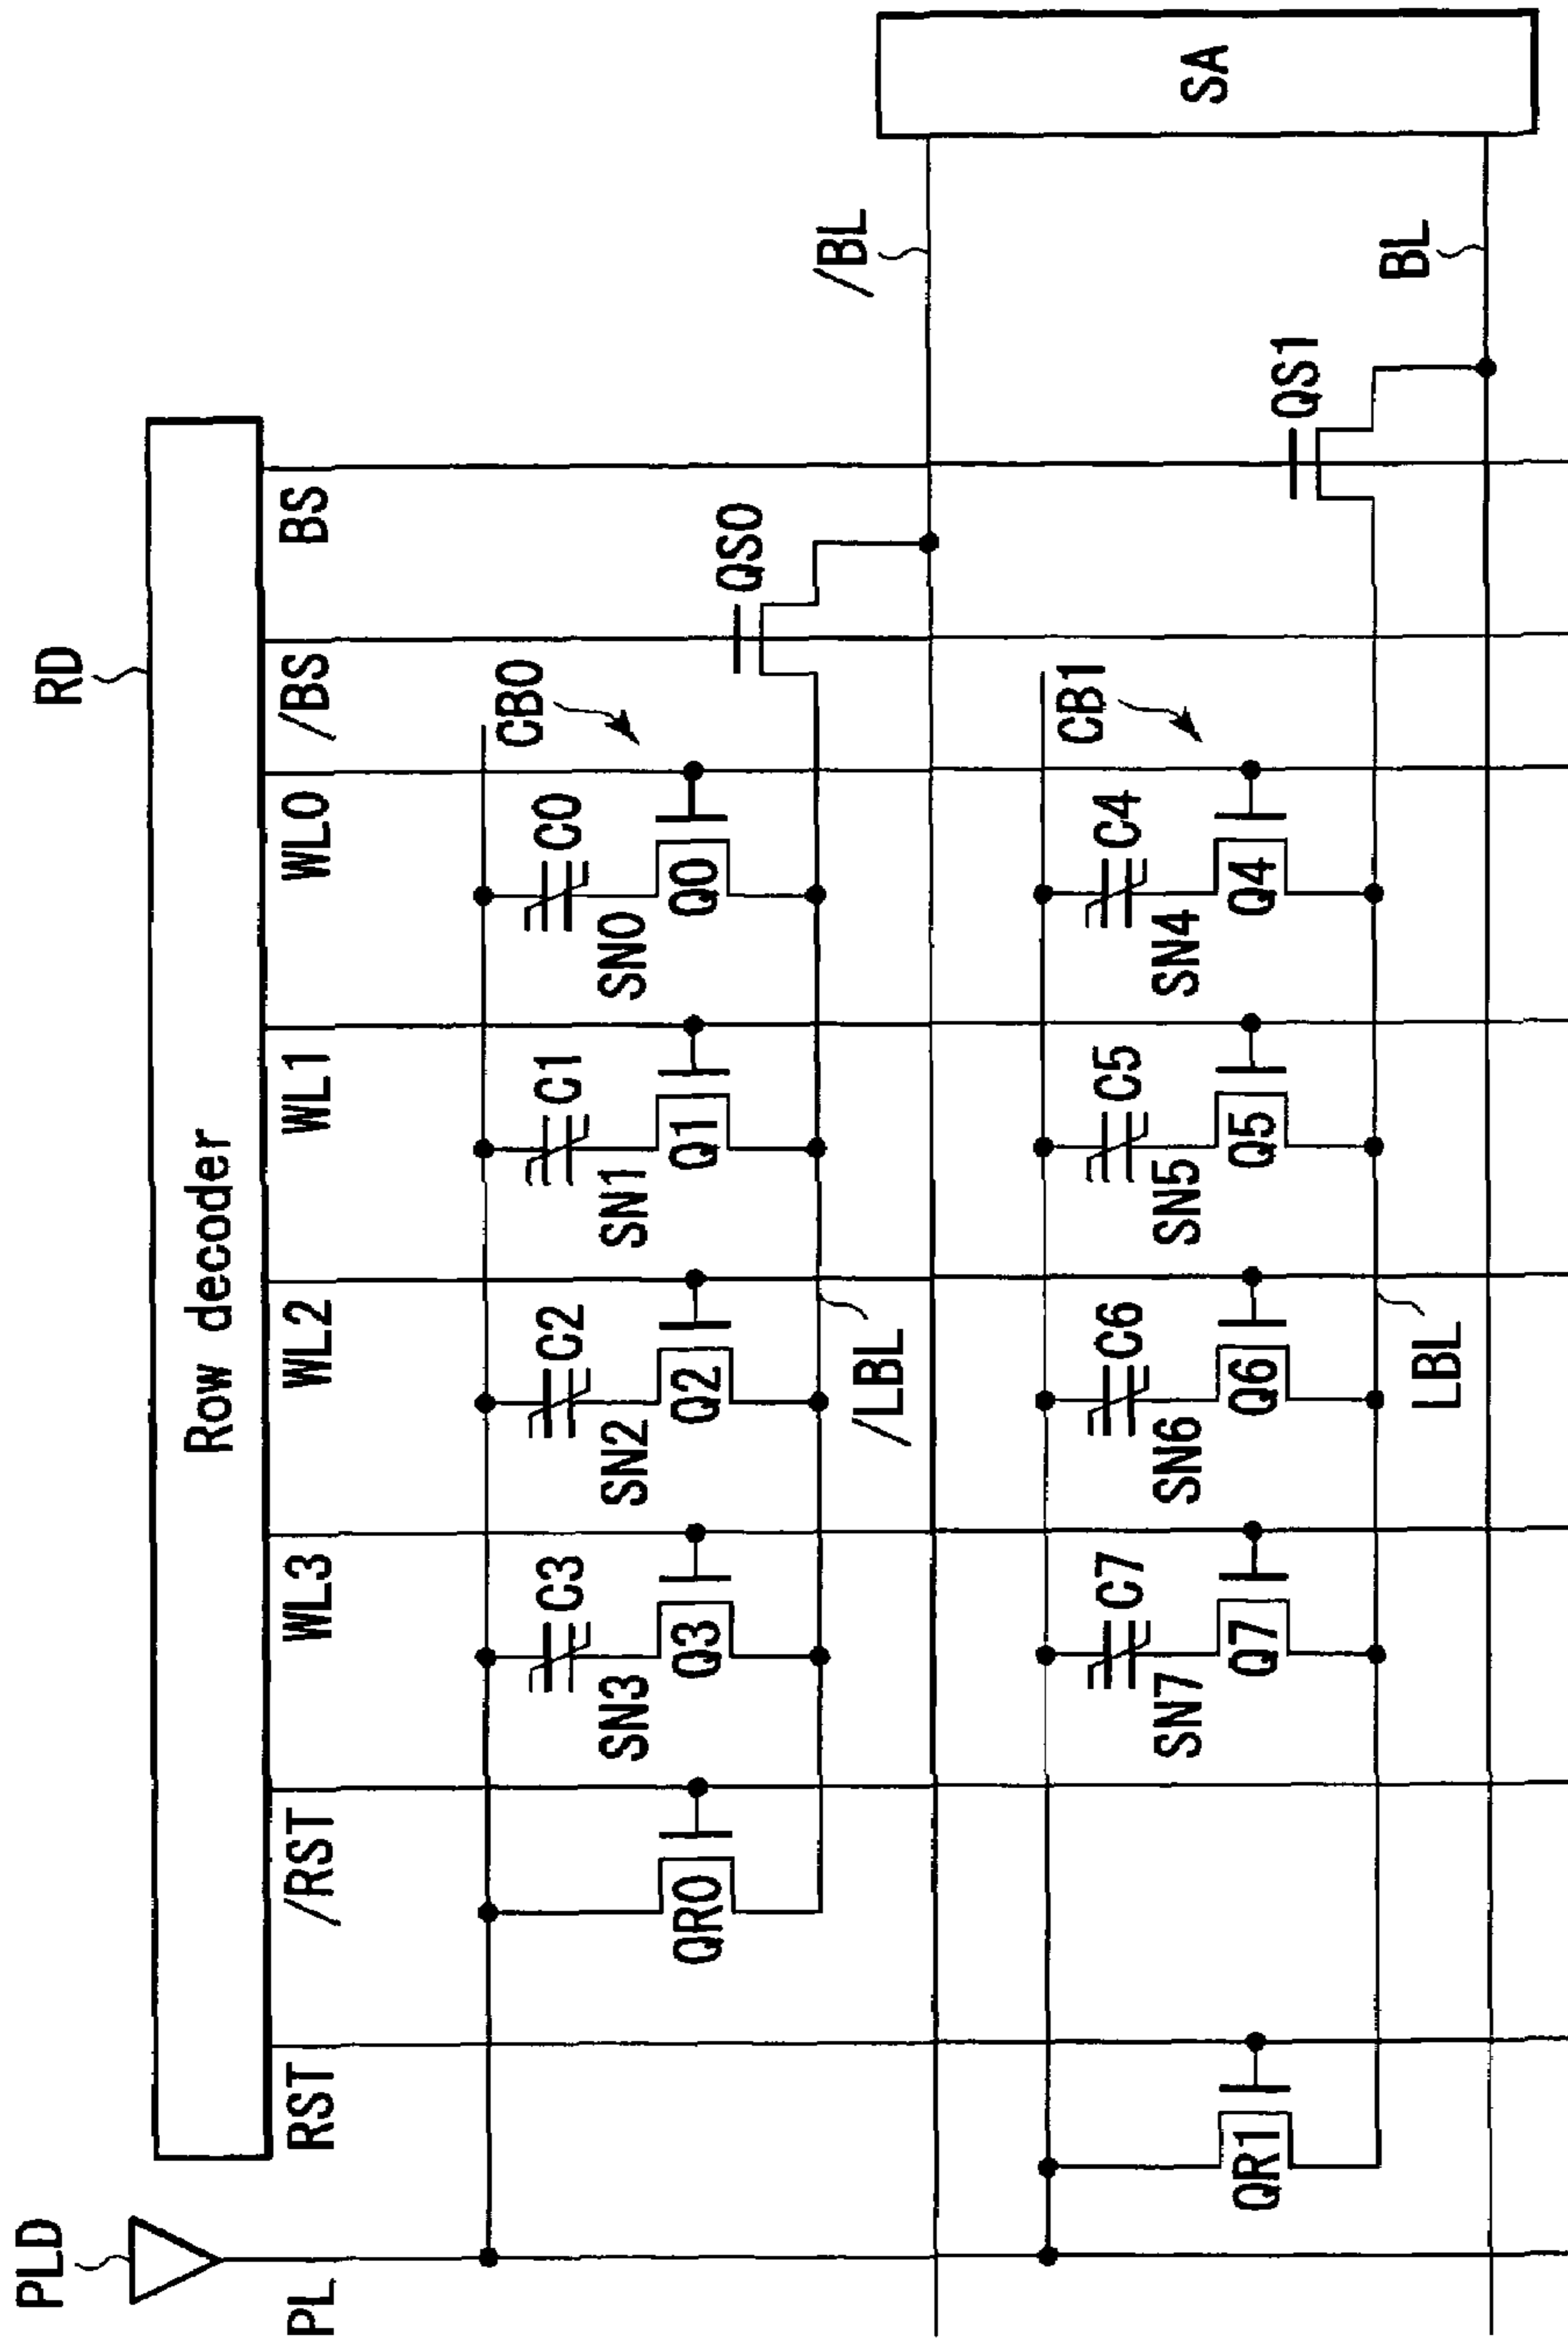 PLD
RD
Row decoder
PL
RST
/RST
WL3
WL2
WL1
WL0
/BS
BS
C3
C2
C1
C0
CB0
SN3
SN2
SN1
SN0
QR0
Q3
Q2
Q1
Q0
QS0
/LBL
/BL
C7
C6
C5
C4
CB1
SN7
SN6
SN5
SN4
QR1
Q7
Q6
Q5
Q4
QS1
LBL
BL
SA